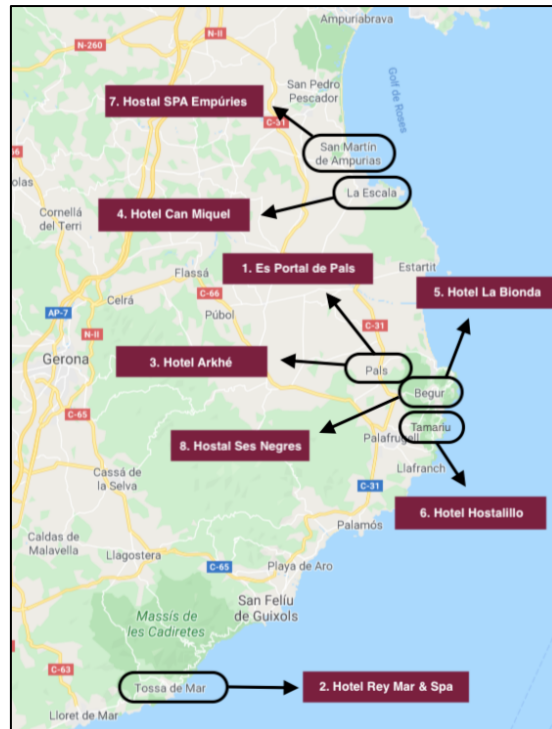 Ampuriabrava
N-II
N-260
San Pedro
Pescador
Golf de Roses
7. Hostal SPA Empúries
C-31
San Martín
de Ampurias
olas
La Escala
Cornellá
del Terri
4. Hotel Can Miquel
1. Es Portal de Pals
Estartit
Flassá
5. Hotel La Bionda
C-66
Celrá
Púbol
AP-7
N-II
C-31
Gerona
3. Hotel Arkhé
Pals
Begur
C-65
8. Hostal Ses Negres
Palafrugell
Tamariu
Llafranch
Cassá de
la Selva
C-31
6. Hotel Hostalillo
Palamós
Caldas de
Malavella
Llagostera
C-65
Playa de Aro
San Felíu
de Guixols
Massís de
les Cadiretes
C-63
Tossa de Mar
2. Hotel Rey Mar & Spa
Lloret de Mar